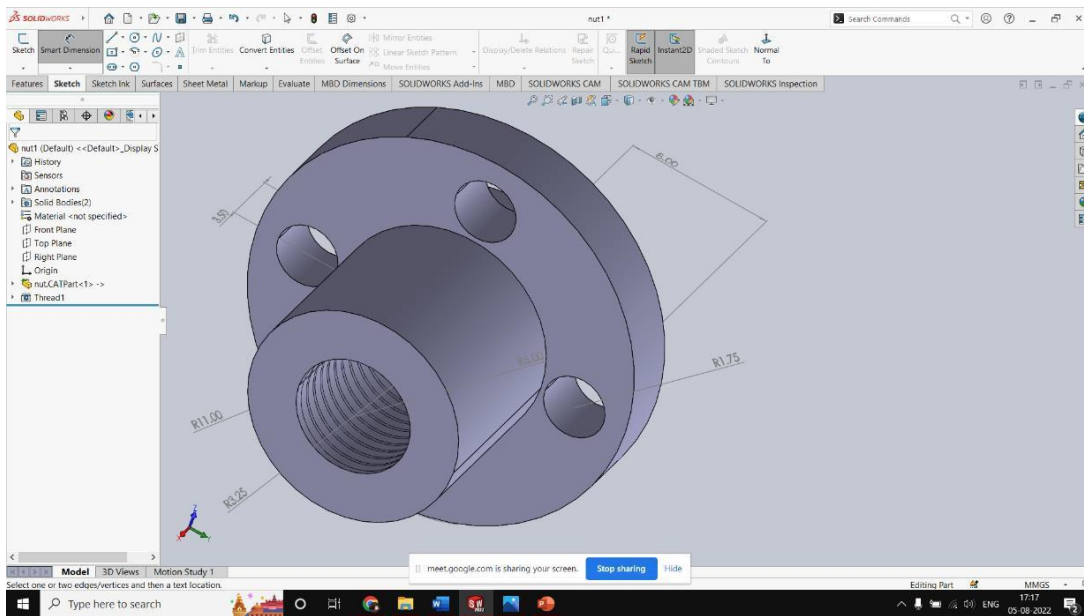 SOLIDWORKS
nut1 *
Search Commands
Sketch
Smart Dimension
Trim Entities
Convert Entities
Offset Entities
Offset On Surface
Mirror Entities
Linear Sketch Pattern
Move Entities
Display/Delete Relations
Repair Sketch
Qui...
Rapid Sketch
Instant2D
Shaded Sketch Contours
Normal To
Features Sketch Sketch Ink Surfaces Sheet Metal Markup Evaluate MBD Dimensions SOLIDWORKS Add-Ins MBD SOLIDWORKS CAM SOLIDWORKS CAM TBM SOLIDWORKS Inspection
nut1 (Default) <<Default>_Display S
History
Sensors
Annotations
Solid Bodies(2)
Material <not specified>
Front Plane
Top Plane
Right Plane
Origin
nut.CATPart<1> ->
Thread1
6.00
3.50
R6.00
R1.75
R11.00
R3.25
Model 3D Views Motion Study 1
meet.google.com is sharing your screen. Stop sharing Hide
Select one or two edges/vertices and then a text location.
Editing Part MMGS
Type here to search
ENG
17:17
05-08-2022